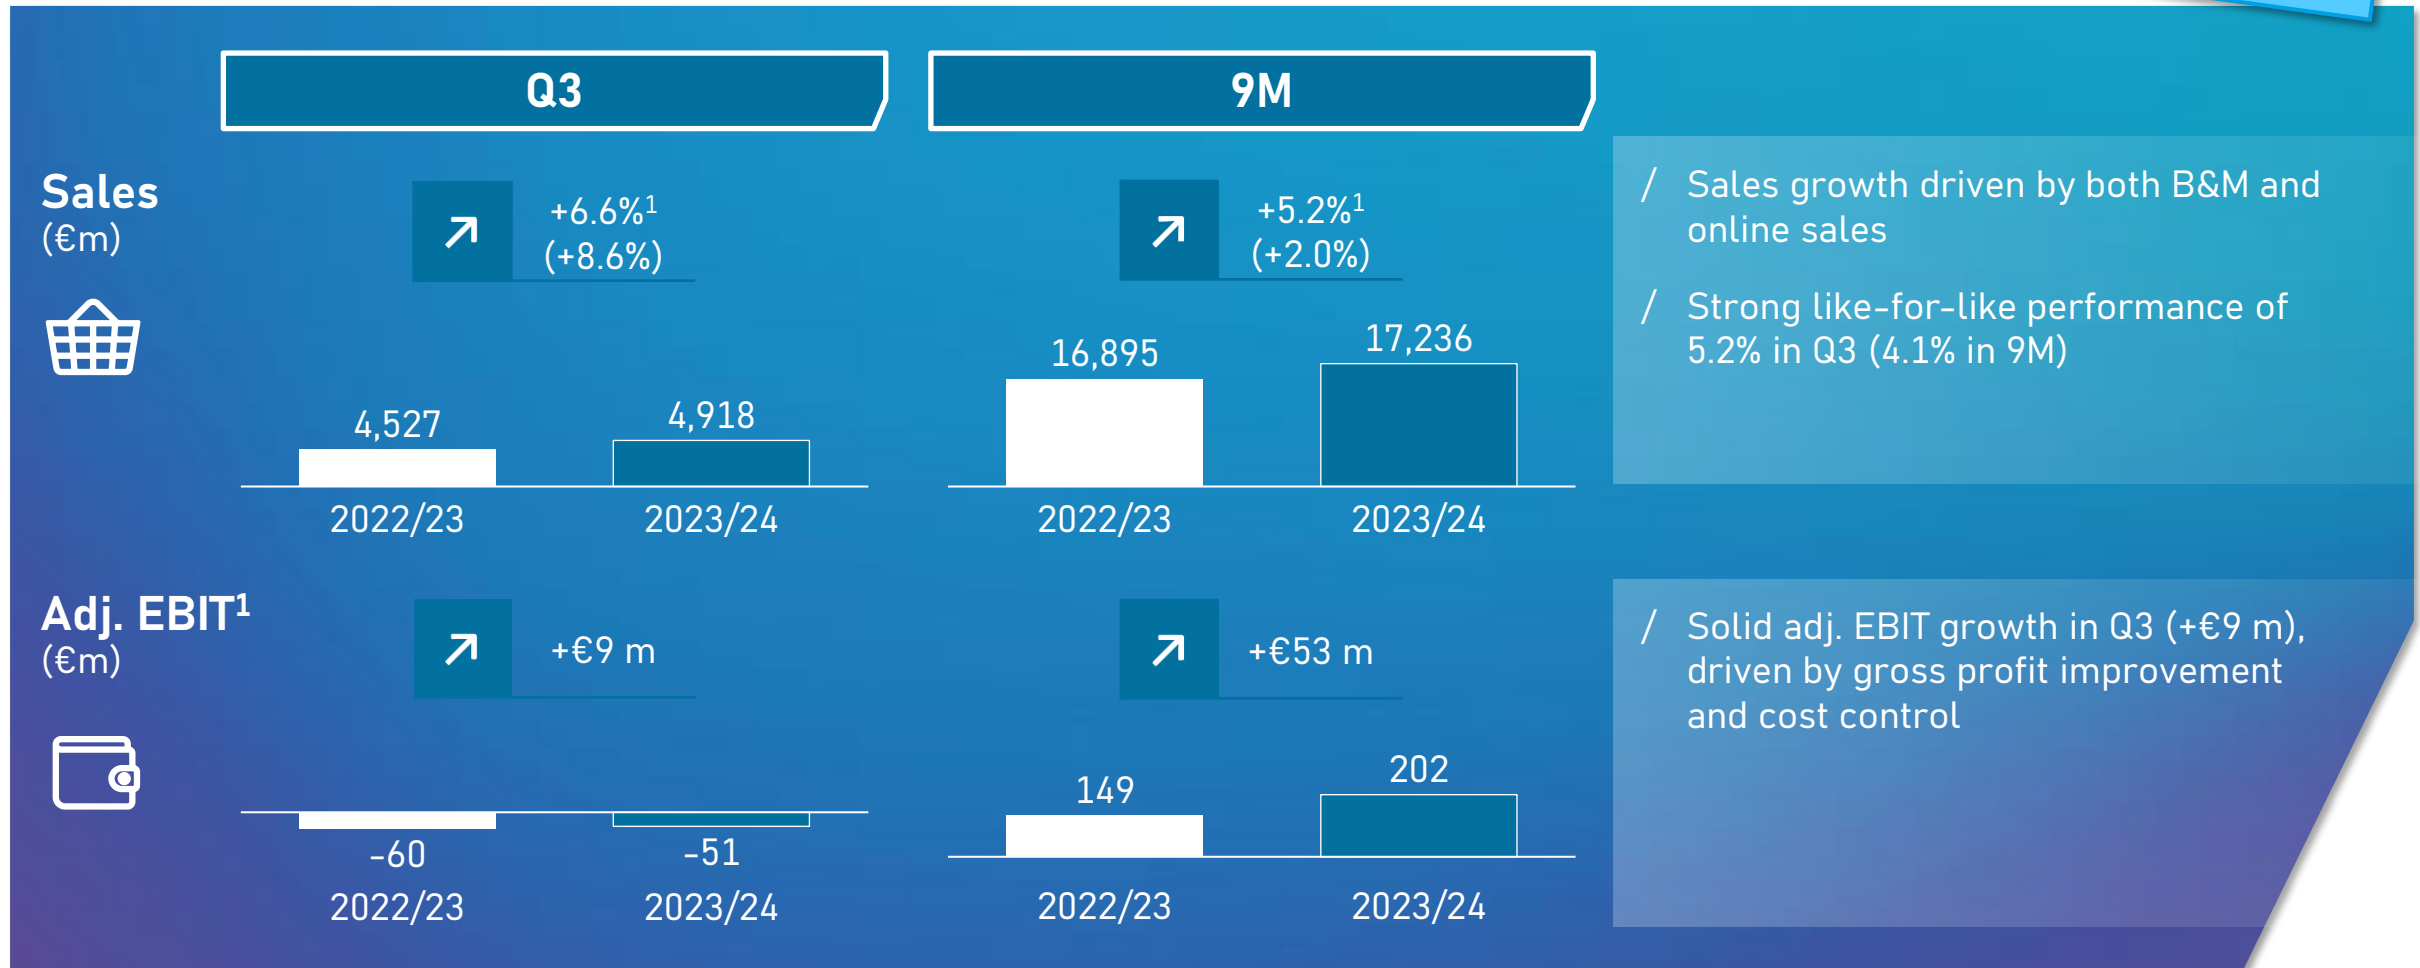 Q3
9M
Sales
(€m)
+6.6%1
(+8.6%)
+5.2%1
(+2.0%)
4,527
4,918
2022/23
2023/24
16,895
17,236
2022/23
2023/24
/ Sales growth driven by both B&M and
online sales
/ Strong like-for-like performance of
5.2% in Q3 (4.1% in 9M)
Adj. EBIT1
(€m)
+€9 m
+€53 m
-60
-51
2022/23
2023/24
149
202
2022/23
2023/24
/ Solid adj. EBIT growth in Q3 (+€9 m),
driven by gross profit improvement
and cost control